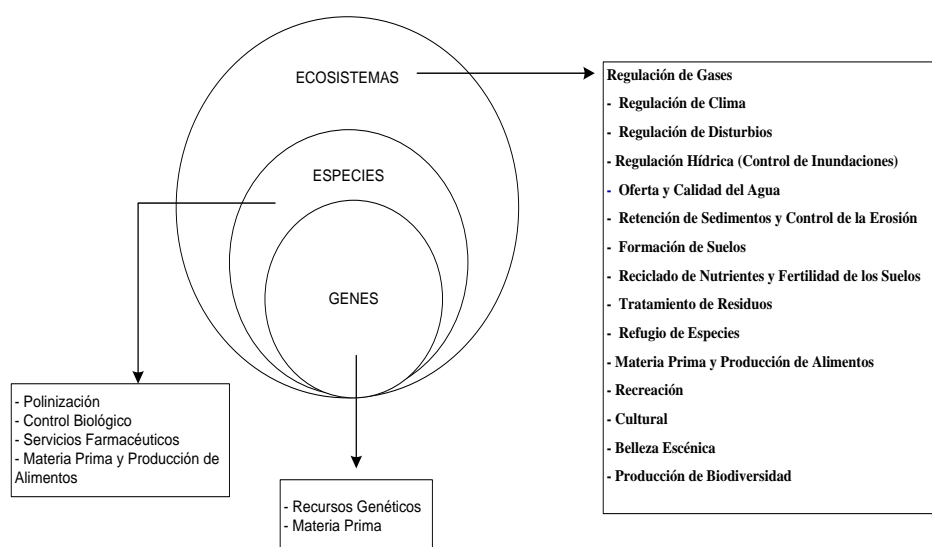 ECOSISTEMAS
ESPECIES
GENES
Regulación de Gases
- Regulación de Clima
- Regulación de Disturbios
- Regulación Hídrica (Control de Inundaciones)
- Oferta y Calidad del Agua
- Retención de Sedimentos y Control de la Erosión
- Formación de Suelos
- Reciclado de Nutrientes y Fertilidad de los Suelos
- Tratamiento de Residuos
- Refugio de Especies
- Materia Prima y Producción de Alimentos
- Recreación
- Cultural
- Belleza Escénica
- Producción de Biodiversidad
- Polinización
- Control Biológico
- Servicios Farmacéuticos
- Materia Prima y Producción de
Alimentos
- Recursos Genéticos
- Materia Prima